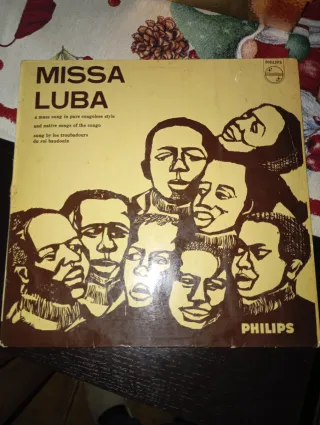 MISSA
LUBA
PHILIPS
a mass sung in pure congolese style
and native songs of the congo
sung by les troubadours
du roi baudouin
PHILIPS